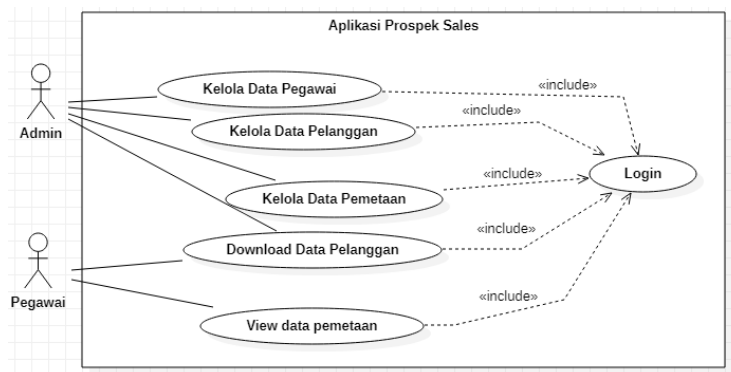 Aplikasi Prospek Sales
Kelola Data Pegawai
«include»
Kelola Data Pelanggan
«include»
Admin
Kelola Data Pemetaan
«include»
Login
Download Data Pelanggan
«include»
Pegawai
View data pemetaan
«include»